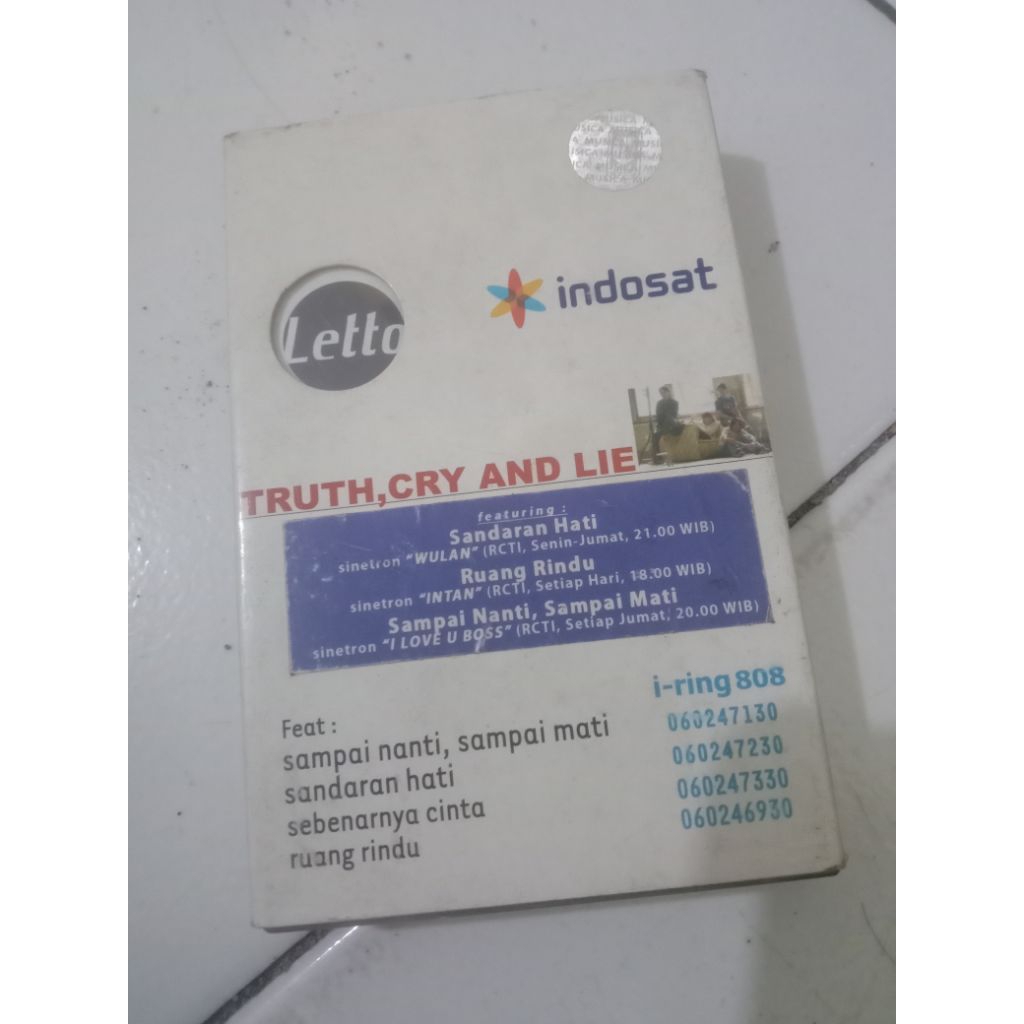 MUSICA MUSICA
Letto
indosat
TRUTH,CRY AND LIE
featuring :
Sandaran Hati
sinetron "WULAN" (RCTI, Senin-Jumat, 21.00 WIB)
Ruang Rindu
sinetron "INTAN" (RCTI, Setiap Hari, 18.00 WIB)
Sampai Nanti, Sampai Mati
sinetron "I LOVE U BOSS" (RCTI, Setiap Jumat, 20.00 WIB)
i-ring 808
Feat :
sampai nanti, sampai mati 060247130
sandaran hati 060247230
sebenarnya cinta 060247330
ruang rindu 060246930